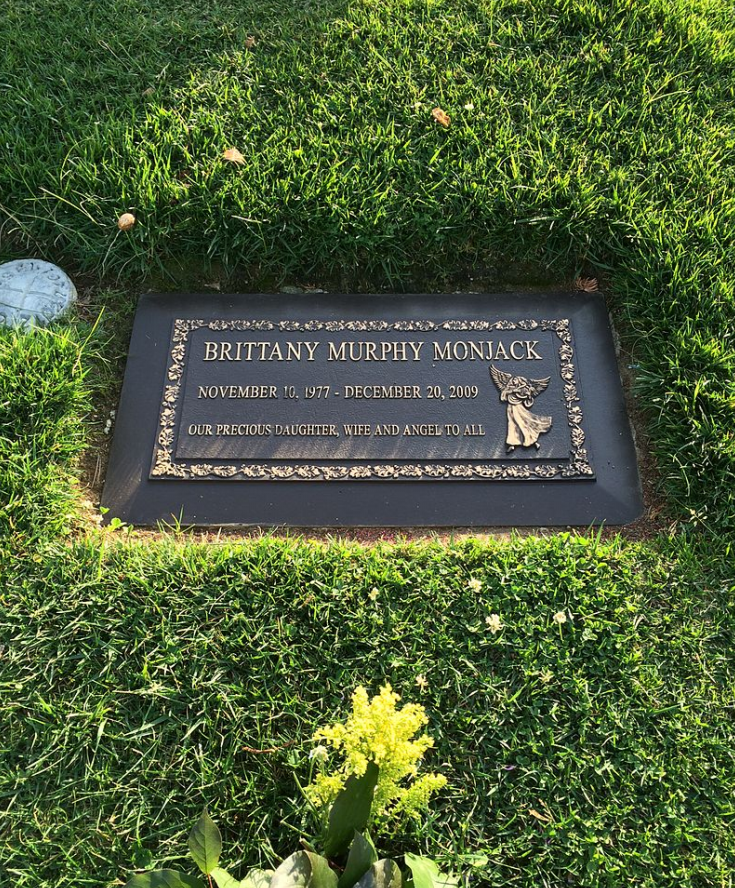 BRITTANY MURPHY MONJACK
NOVEMBER 10, 1977 - DECEMBER 20, 2009
OUR PRECIOUS DAUGHTER, WIFE AND ANGEL TO ALL